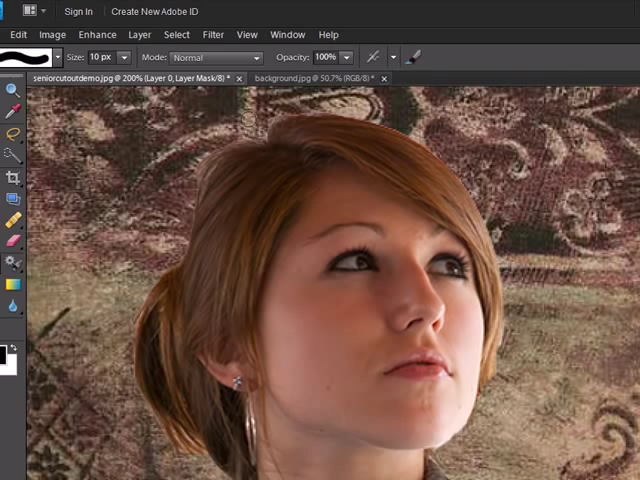 Sign In Create New Adobe ID
Edit Image Enhance Layer Select Filter View Window Help
Size: 10 px Mode: Normal Opacity: 100%
seniorcutoutdemo.jpg @ 200% (Layer 0, Layer Mask/8) * × background.jpg @ 50.7% (RGB/8) * ×